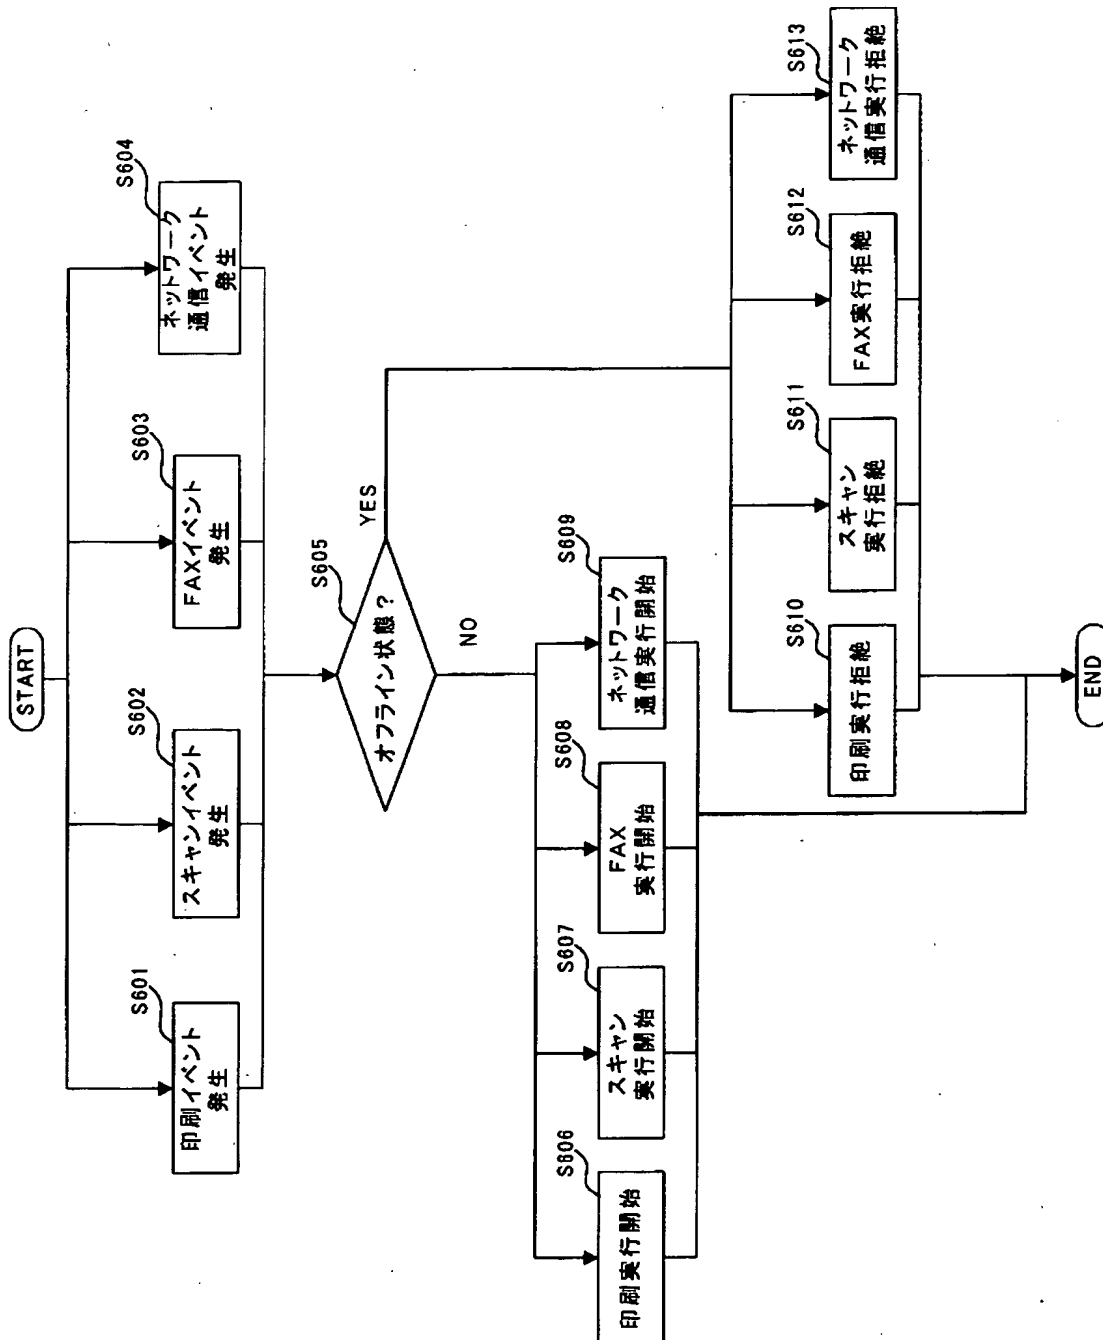 START
S601
印刷イベント
発生
S602
スキャンイベント
発生
S603
FAXイベント
発生
S604
ネットワーク
通信イベント
発生
S605
オフライン状態？
YES
NO
S606
印刷実行開始
S607
スキャン
実行開始
S608
FAX
実行開始
S609
ネットワーク
通信実行開始
S610
印刷実行拒絶
S611
スキャン
実行拒絶
S612
FAX実行拒絶
S613
ネットワーク
通信実行拒絶
END